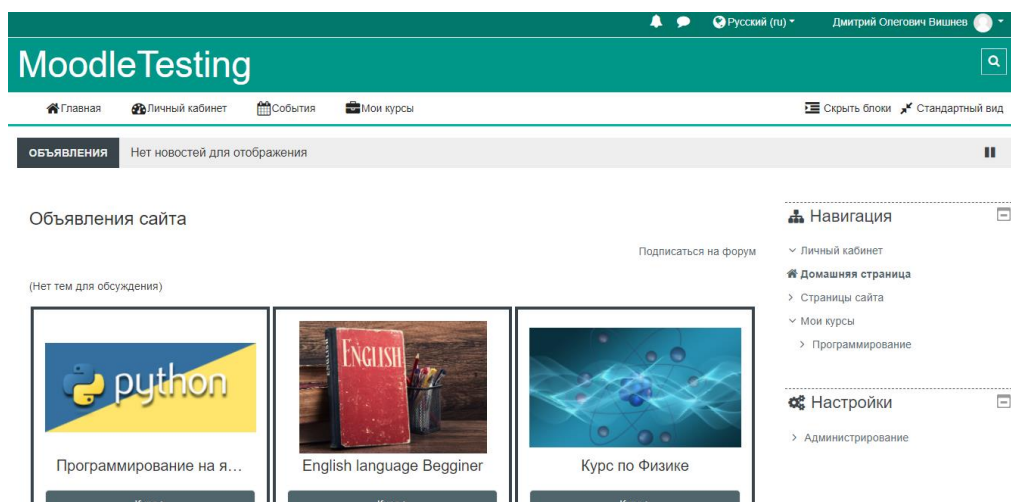 Русский (ru)
Дмитрий Олегович Вишнев
MoodleTesting
Главная
Личный кабинет
События
Мои курсы
Скрыть блоки
Стандартный вид
ОБЪЯВЛЕНИЯ
Нет новостей для отображения
Объявления сайта
Подписаться на форум
(Нет тем для обсуждения)
python
Программирование на я...
ENGLISH
English language Begginer
Курс по Физике
Навигация
Личный кабинет
Домашняя страница
Страницы сайта
Мои курсы
Программирование
Настройки
Администрирование